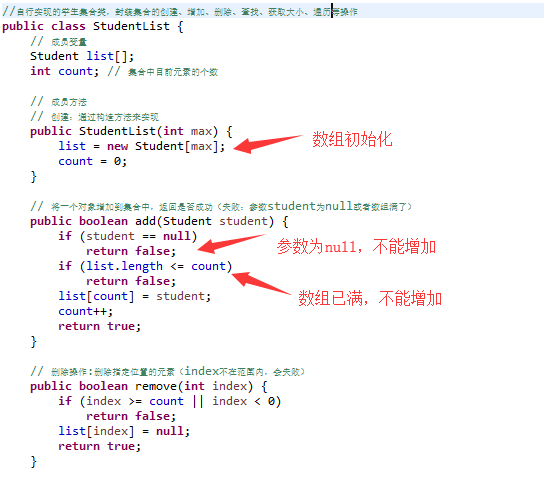 //自行实现的学生集合类，封装集合的创建、增加、删除、查找、获取大小、遍历等操作
public class StudentList {
// 成员变量
Student list[];
int count; // 集合中目前元素的个数
// 成员方法
// 创建：通过构造方法来实现
public StudentList(int max) {
list = new Student[max];
数组初始化
count = 0;
}
// 将一个对象增加到集合中，返回是否成功（失败：参数student为null或者数组满了）
public boolean add(Student student) {
if (student == null)
return false;
参数为null，不能增加
if (list.length <= count)
return false;
数组已满，不能增加
list[count] = student;
count++;
return true;
}
// 删除操作：删除指定位置的元素（index不在范围内，会失败）
public boolean remove(int index) {
if (index >= count || index < 0)
return false;
list[index] = null;
return true;
}